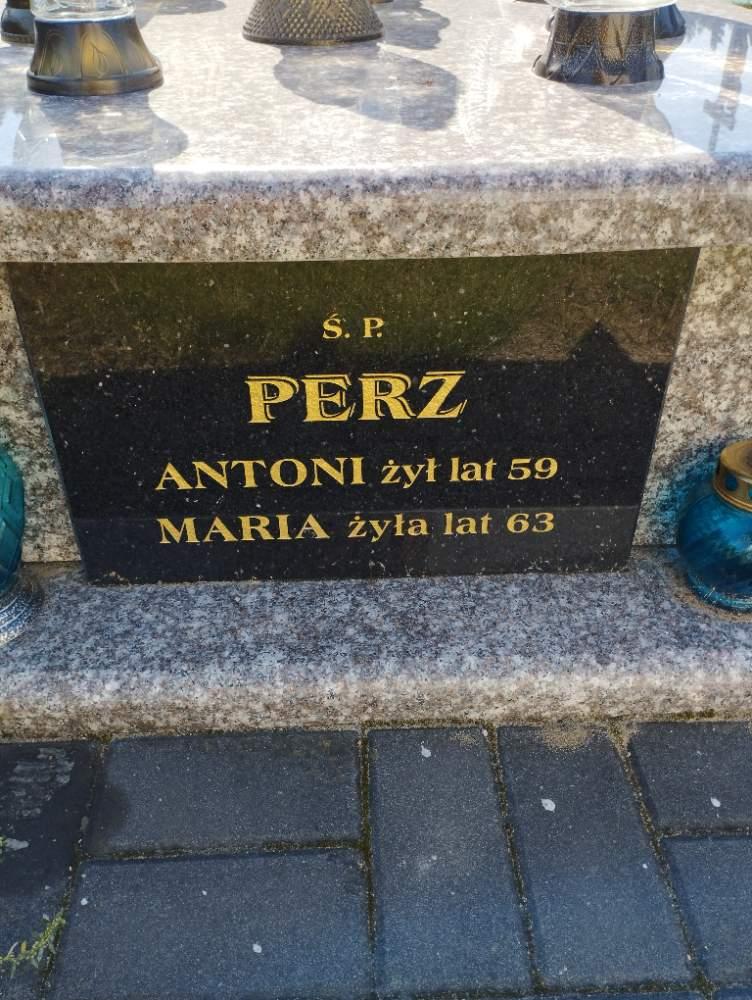 Ś. P.
PERZ
ANTONI żył lat 59
MARIA żyła lat 63